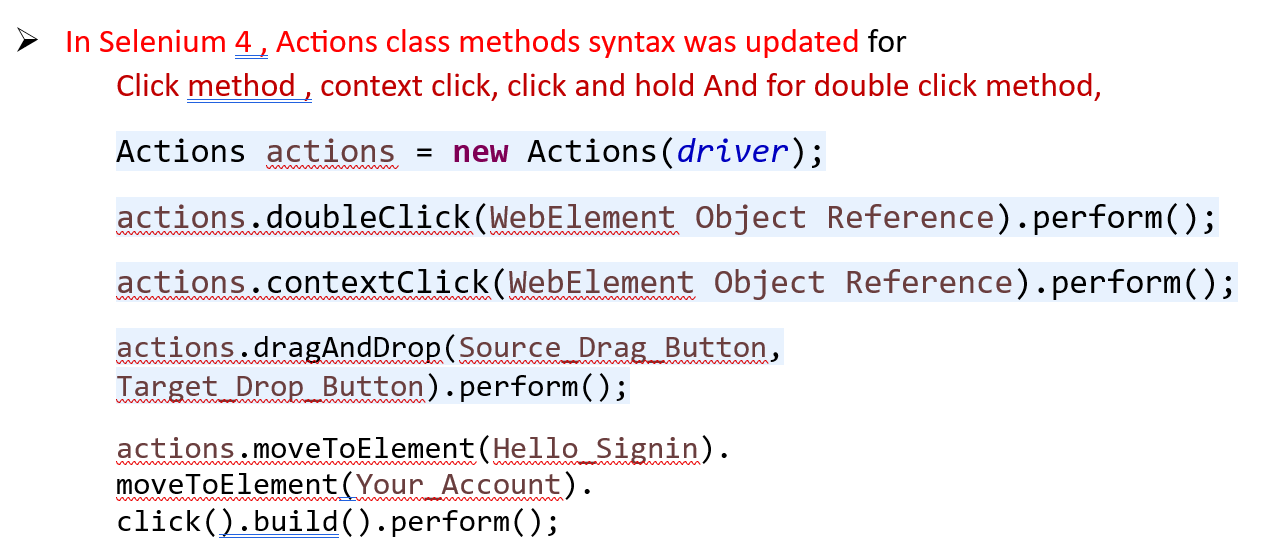 ➢ In Selenium 4 , Actions class methods syntax was updated for
Click method , context click, click and hold And for double click method,
Actions actions = new Actions(driver);
actions.doubleClick(WebElement Object Reference).perform();
actions.contextClick(WebElement Object Reference).perform();
actions.dragAndDrop(Source_Drag_Button,
Target_Drop_Button).perform();
actions.moveToElement(Hello_Signin).
moveToElement(Your_Account).
click().build().perform();